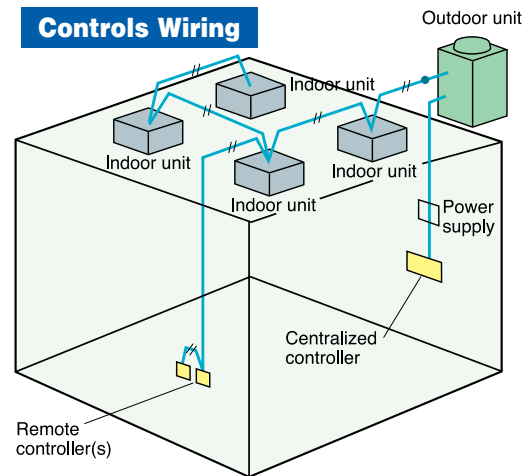 Controls Wiring
Outdoor unit
Indoor unit
Indoor unit
Indoor unit
Indoor unit
Power
supply
Centralized
controller
Remote
controller(s)